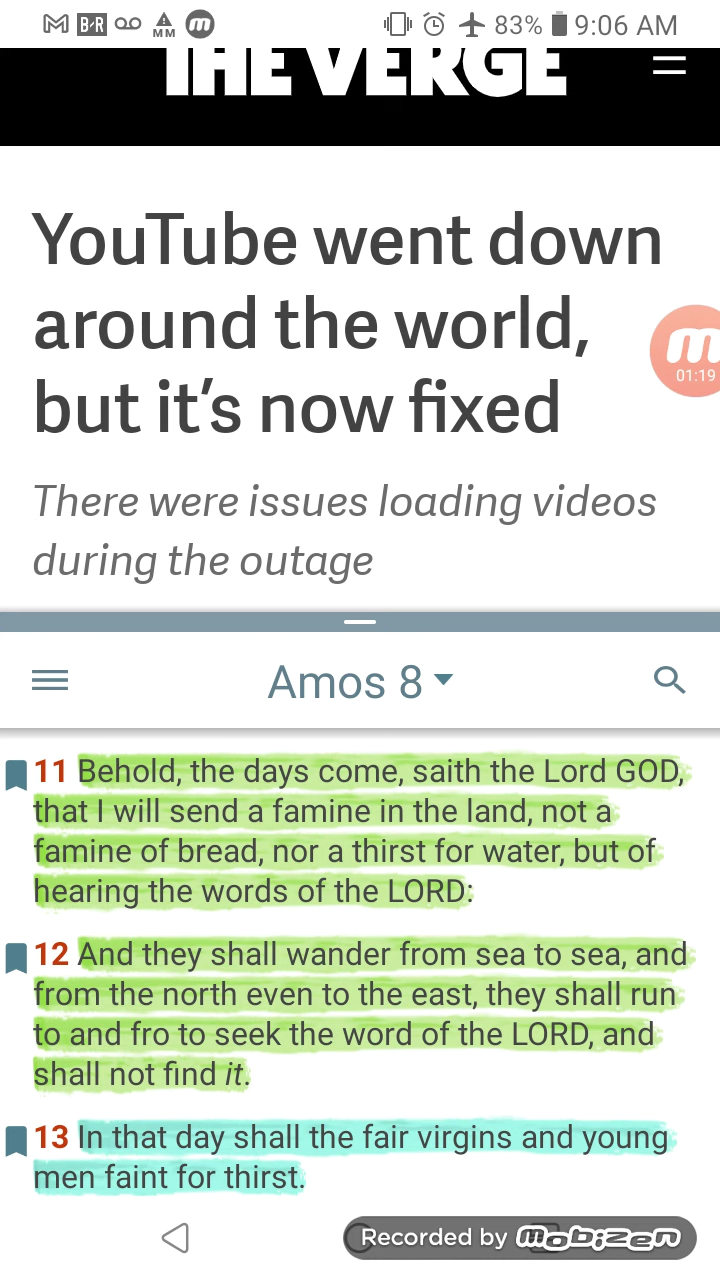 MM m 83% 9:06 AM
THE VERGE
YouTube went down
around the world,
but it's now fixed
m
01:19
There were issues loading videos
during the outage
Amos 8
11 Behold, the days come, saith the Lord GOD,
that I will send a famine in the land, not a
famine of bread, nor a thirst for water, but of
hearing the words of the LORD:
12 And they shall wander from sea to sea, and
from the north even to the east, they shall run
to and fro to seek the word of the LORD, and
shall not find it.
13 In that day shall the fair virgins and young
men faint for thirst.
Recorded by mobizen